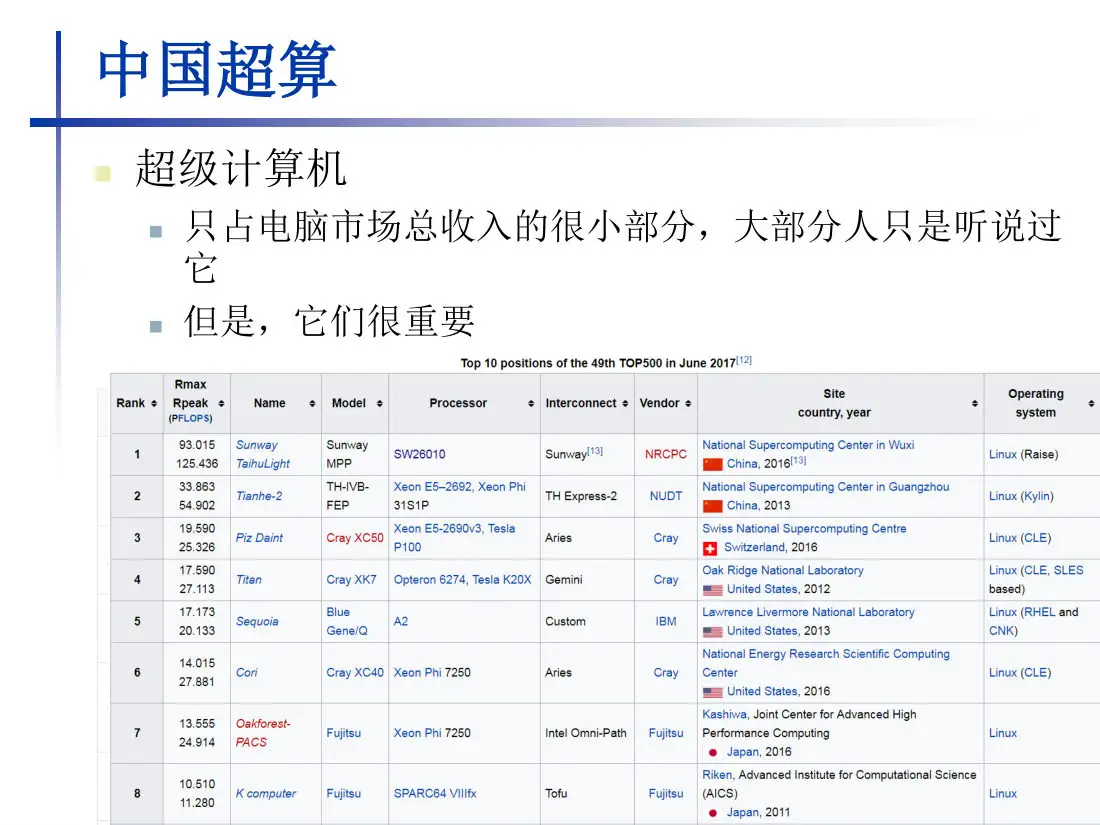 中国超算
超级计算机
只占电脑市场总收入的很小部分，大部分人只是听说过
它
但是，它们很重要
Top 10 positions of the 49th TOP500 in June 2017[12]
Rank Rmax Rpeak (PFLOPS) Name Model Processor Interconnect Vendor Site country, year Operating system
1 93.015 125.436 Sunway TaihuLight Sunway MPP SW26010 Sunway[13] NRCPC National Supercomputing Center in Wuxi China, 2016[13] Linux (Raise)
2 33.863 54.902 Tianhe-2 TH-IVB-FEP Xeon E5–2692, Xeon Phi 31S1P TH Express-2 NUDT National Supercomputing Center in Guangzhou China, 2013 Linux (Kylin)
3 19.590 25.326 Piz Daint Cray XC50 Xeon E5-2690v3, Tesla P100 Aries Cray Swiss National Supercomputing Centre Switzerland, 2016 Linux (CLE)
4 17.590 27.113 Titan Cray XK7 Opteron 6274, Tesla K20X Gemini Cray Oak Ridge National Laboratory United States, 2012 Linux (CLE, SLES based)
5 17.173 20.133 Sequoia Blue Gene/Q A2 Custom IBM Lawrence Livermore National Laboratory United States, 2013 Linux (RHEL and CNK)
6 14.015 27.881 Cori Cray XC40 Xeon Phi 7250 Aries Cray National Energy Research Scientific Computing Center United States, 2016 Linux (CLE)
7 13.555 24.914 Oakforest-PACS Fujitsu Xeon Phi 7250 Intel Omni-Path Fujitsu Kashiwa, Joint Center for Advanced High Performance Computing Japan, 2016 Linux
8 10.510 11.280 K computer Fujitsu SPARC64 VIIIfx Tofu Fujitsu Riken, Advanced Institute for Computational Science (AICS) Japan, 2011 Linux